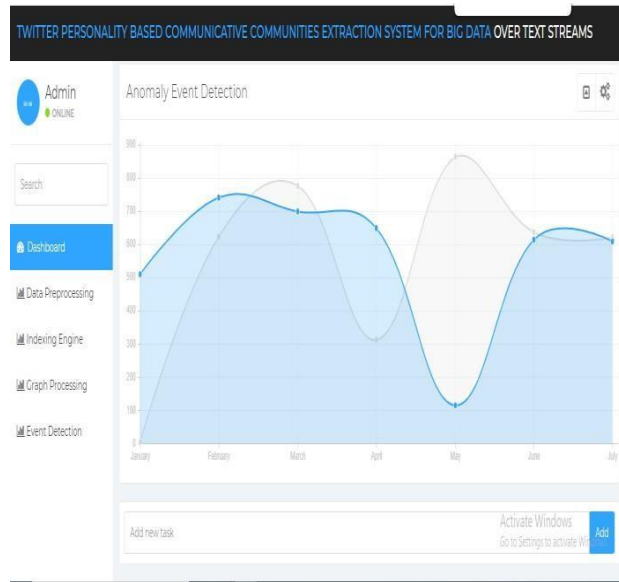 TWITTER PERSONALITY BASED COMMUNICATIVE COMMUNITIES EXTRACTION SYSTEM FOR BIG DATA OVER TEXT STREAMS
Admin
ONLINE
Search
Dashboard
Data Preprocessing
Indexing Engine
Graph Processing
Event Detection
Anomaly Event Detection
900
800
700
600
500
400
300
200
100
0
January
February
March
April
May
June
July
Add new task
Add
Activate Windows
Go to Settings to activate